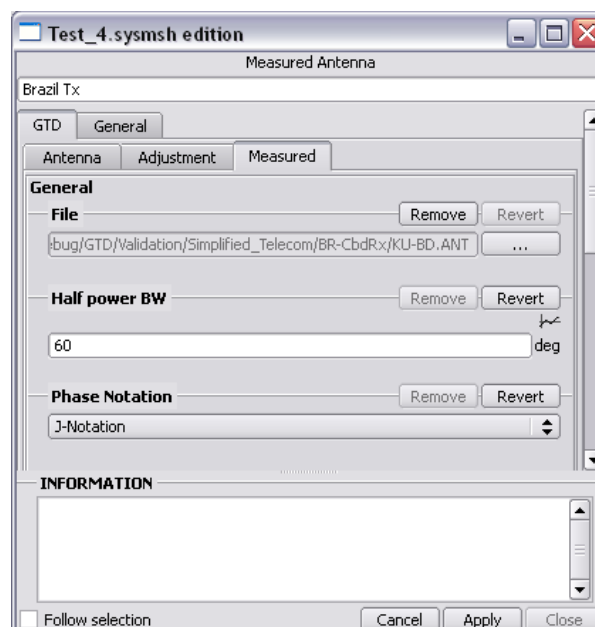 Test_4.sysmsh edition
Measured Antenna
Brazil Tx
GTD General
Antenna Adjustment Measured
General
File Remove Revert
bug/GTD/Validation/Simplified_Telecom/BR-CbdRx/KU-BD.ANT ...
Half power BW Remove Revert
60 deg
Phase Notation Remove Revert
J-Notation
INFORMATION
Follow selection Cancel Apply Close